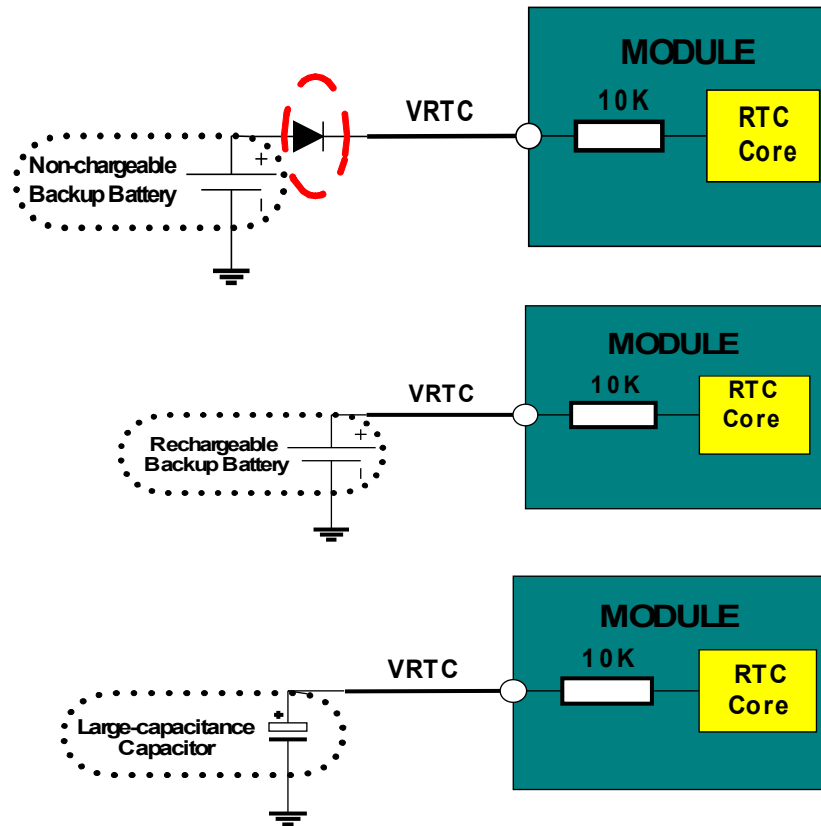 MODULE
VRTC
10K
RTC
Core
Non-chargeable
Backup Battery
+
MODULE
VRTC
10K
RTC
Core
Rechargeable
Backup Battery
+
MODULE
VRTC
10K
RTC
Core
Large-capacitance
Capacitor
+